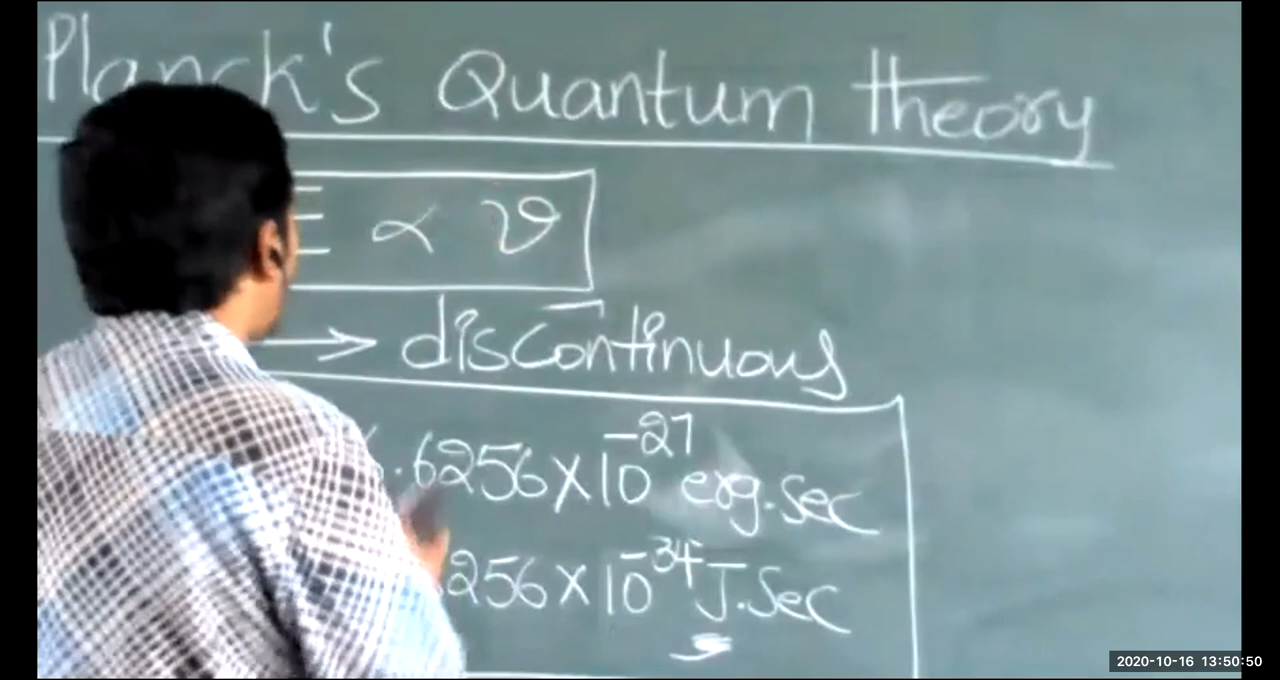 Planck's Quantum theory
E ∝ ν
→ discontinuous
.6256 × 10⁻²⁷ erg.sec
256 × 10⁻³⁴ J.Sec
2020-10-16 13:50:50